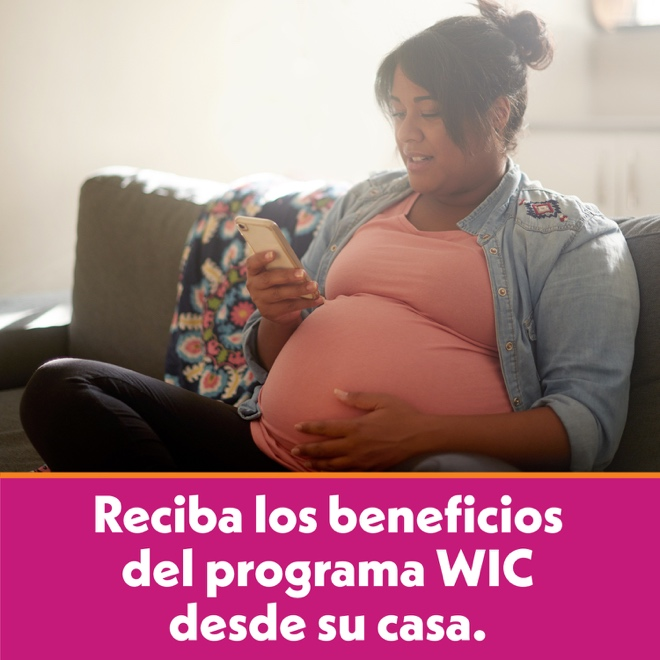 Reciba los beneficios
del programa WIC
desde su casa.